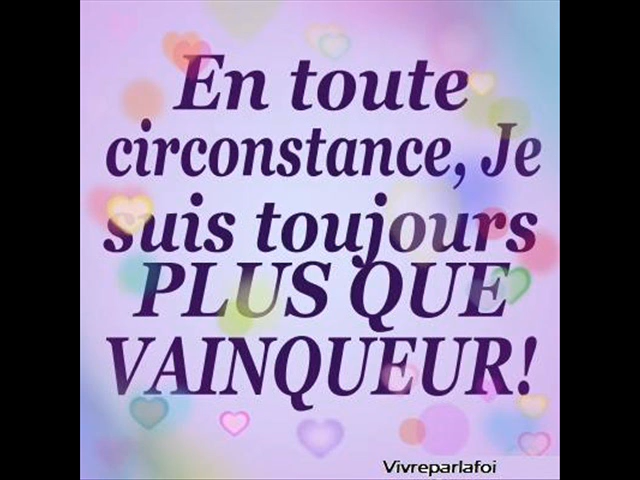 En toute
circonstance, Je
suis toujours
PLUS QUE
VAINQUEUR!
Vivreparlafoi